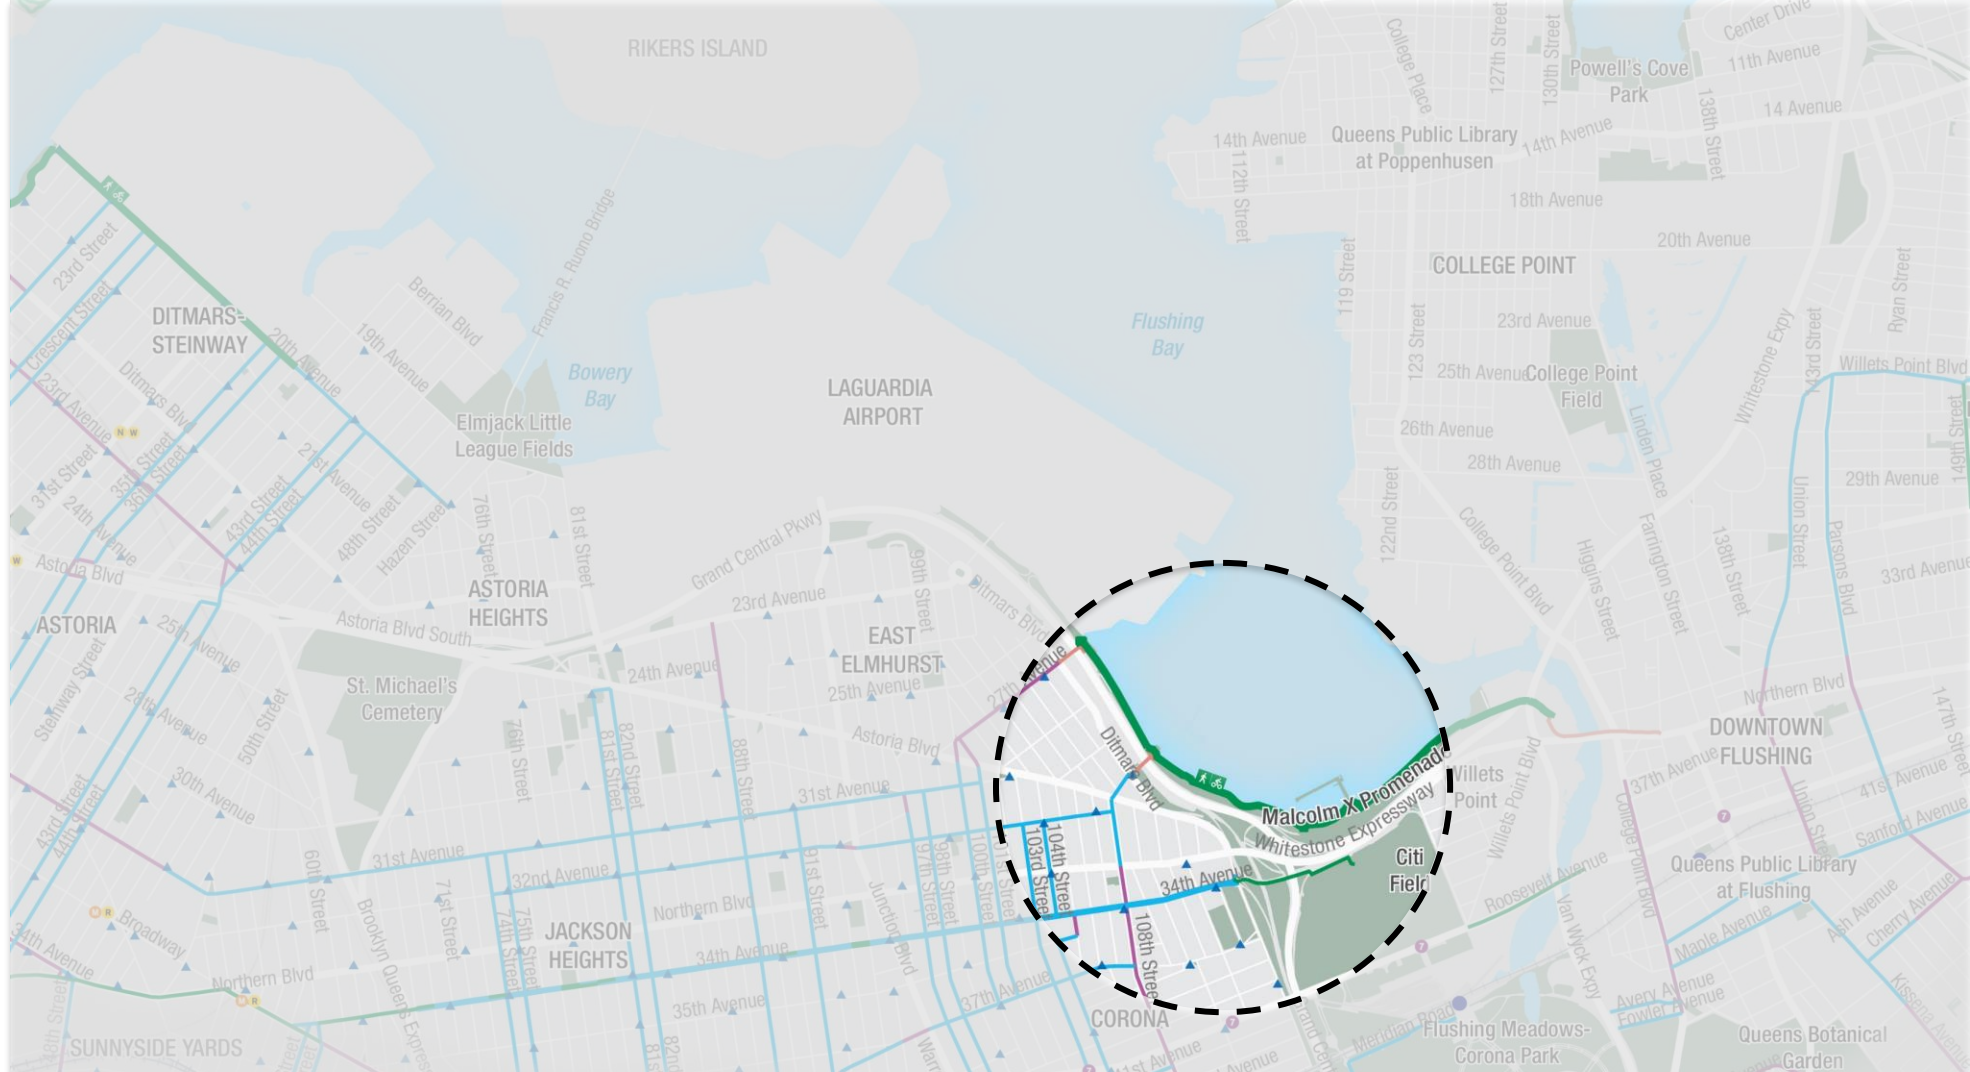 RIKERS ISLAND
Center Drive
127th Street
130th Street
College Place
Powell's Cove
Park
11th Avenue
138th Street
14 Avenue
14th Avenue
Queens Public Library
at Poppenhusen
14th Avenue
112th Street
18th Avenue
Francis R. Ruono Bridge
23rd Street
20th Avenue
119 Street
COLLEGE POINT
Ryan Street
Crescent Street
DITMARS-
STEINWAY
Berrian Blvd
19th Avenue
20th Avenue
Flushing
Bay
123 Street
23rd Avenue
Whitestone Expy
143rd Street
Willets Point Blvd
Bowery
Bay
LAGUARDIA
AIRPORT
25th Avenue
College Point
Field
Ditmars Blvd
23rd Avenue
Elmjack Little
League Fields
26th Avenue
Linden Place
149th Street
N W
31st Street
35th Street
36th Street
21st Avenue
28th Avenue
29th Avenue
Union Street
24th Avenue
43rd Street
44th Street
48th Street
Hazen Street
76th Street
81st Street
Grand Central Pkwy
122nd Street
College Point Blvd
Farrington Street
138th Street
Parsons Blvd
Higgins Street
33rd Avenue
W
Astoria Blvd
99th Street
Ditmars Blvd
ASTORIA
HEIGHTS
23rd Avenue
ASTORIA
25th Avenue
Astoria Blvd South
EAST
ELMHURST
24th Avenue
25th Avenue
27th Avenue
Steinway Street
28th Avenue
50th Street
St. Michael's
Cemetery
Northern Blvd
147th Street
DOWNTOWN
FLUSHING
76th Street
81st Street
82nd Street
88th Street
Astoria Blvd
Ditmars Blvd
Malcolm X Promenade
Whitestone Expressway
Willets
Point
Willets Point Blvd
37th Avenue
41st Avenue
30th Avenue
43rd Street
44th Street
31st Avenue
College Point Blvd
Union Street
Sanford Avenue
7
31st Avenue
60th Street
32nd Avenue
71st Street
91st Street
97th Street
98th Street
100th Street
103rd Street
104th Street
34th Avenue
Citi
Field
Roosevelt Avenue
Queens Public Library
at Flushing
M R
Broadway
Northern Blvd
Junction Blvd
108th Street
Van Wyck Expy
Ash Avenue
Cherry Avenue
Maple Avenue
34th Avenue
74th Street
75th Street
JACKSON
HEIGHTS
34th Avenue
7
Northern Blvd
M R
35th Avenue
37th Avenue
CORONA
7
Avery Avenue
Fowler Avenue
Kissena Avenue
48th Street
SUNNYSIDE YARDS
Meridian Road
Flushing Meadows-
Corona Park
Queens Botanical
Garden
7